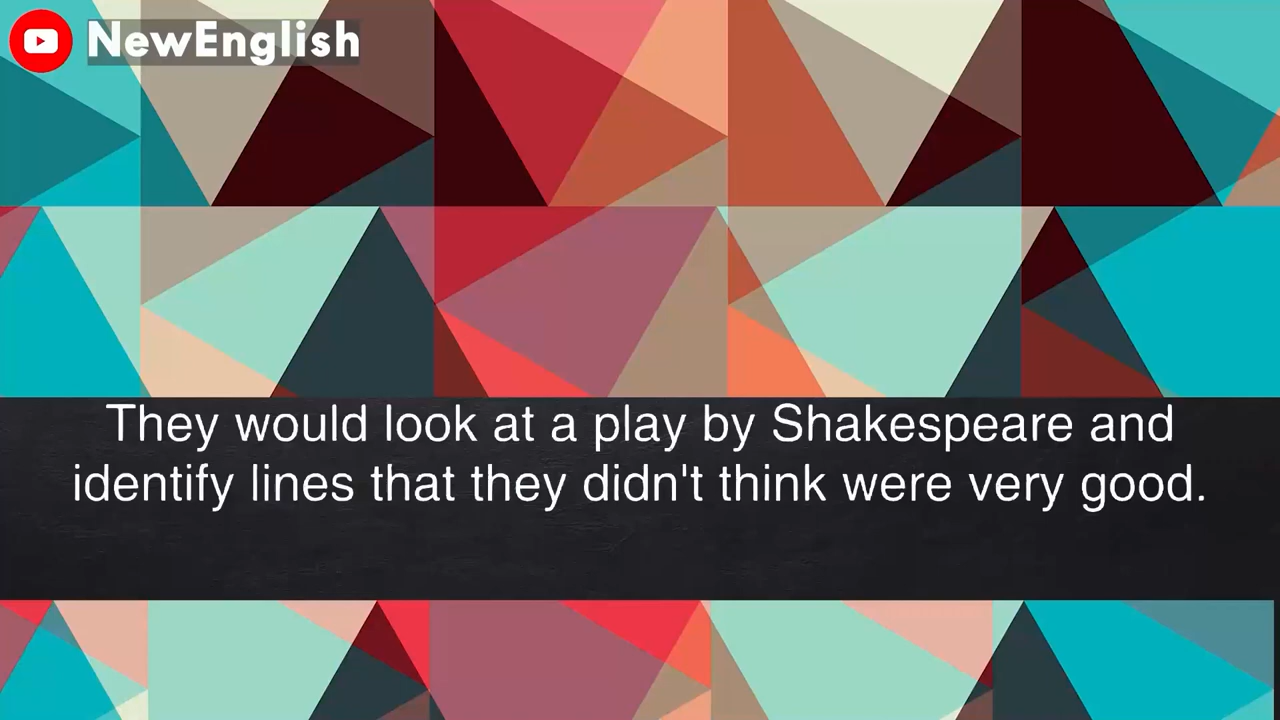 NewEnglish
They would look at a play by Shakespeare and
identify lines that they didn't think were very good.